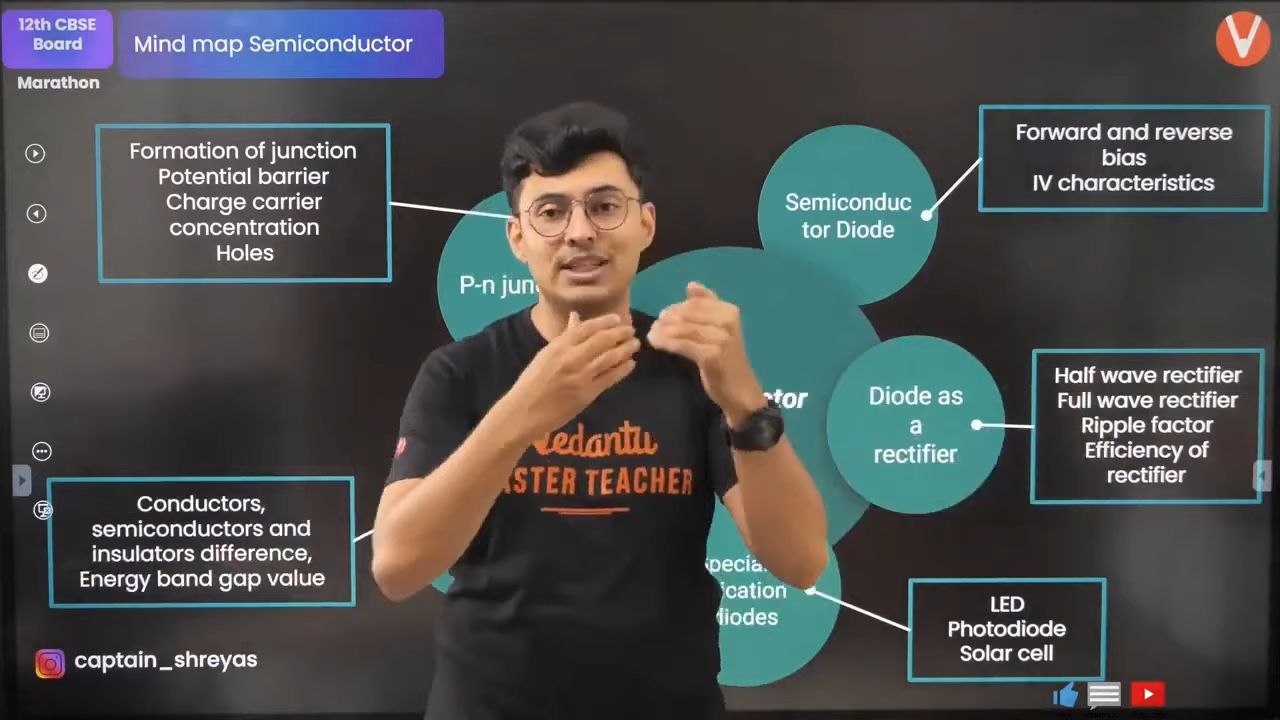 12th CBSE
Board
Marathon
Mind map Semiconductor
V
Formation of junction
Potential barrier
Charge carrier
concentration
Holes
P-n jun
Semiconduc
tor Diode
Forward and reverse
bias
IV characteristics
Diode as
a
rectifier
Half wave rectifier
Full wave rectifier
Ripple factor
Efficiency of
rectifier
Vedantu
MASTER TEACHER
Conductors,
semiconductors and
insulators difference,
Energy band gap value
LED
Photodiode
Solar cell
captain_shreyas